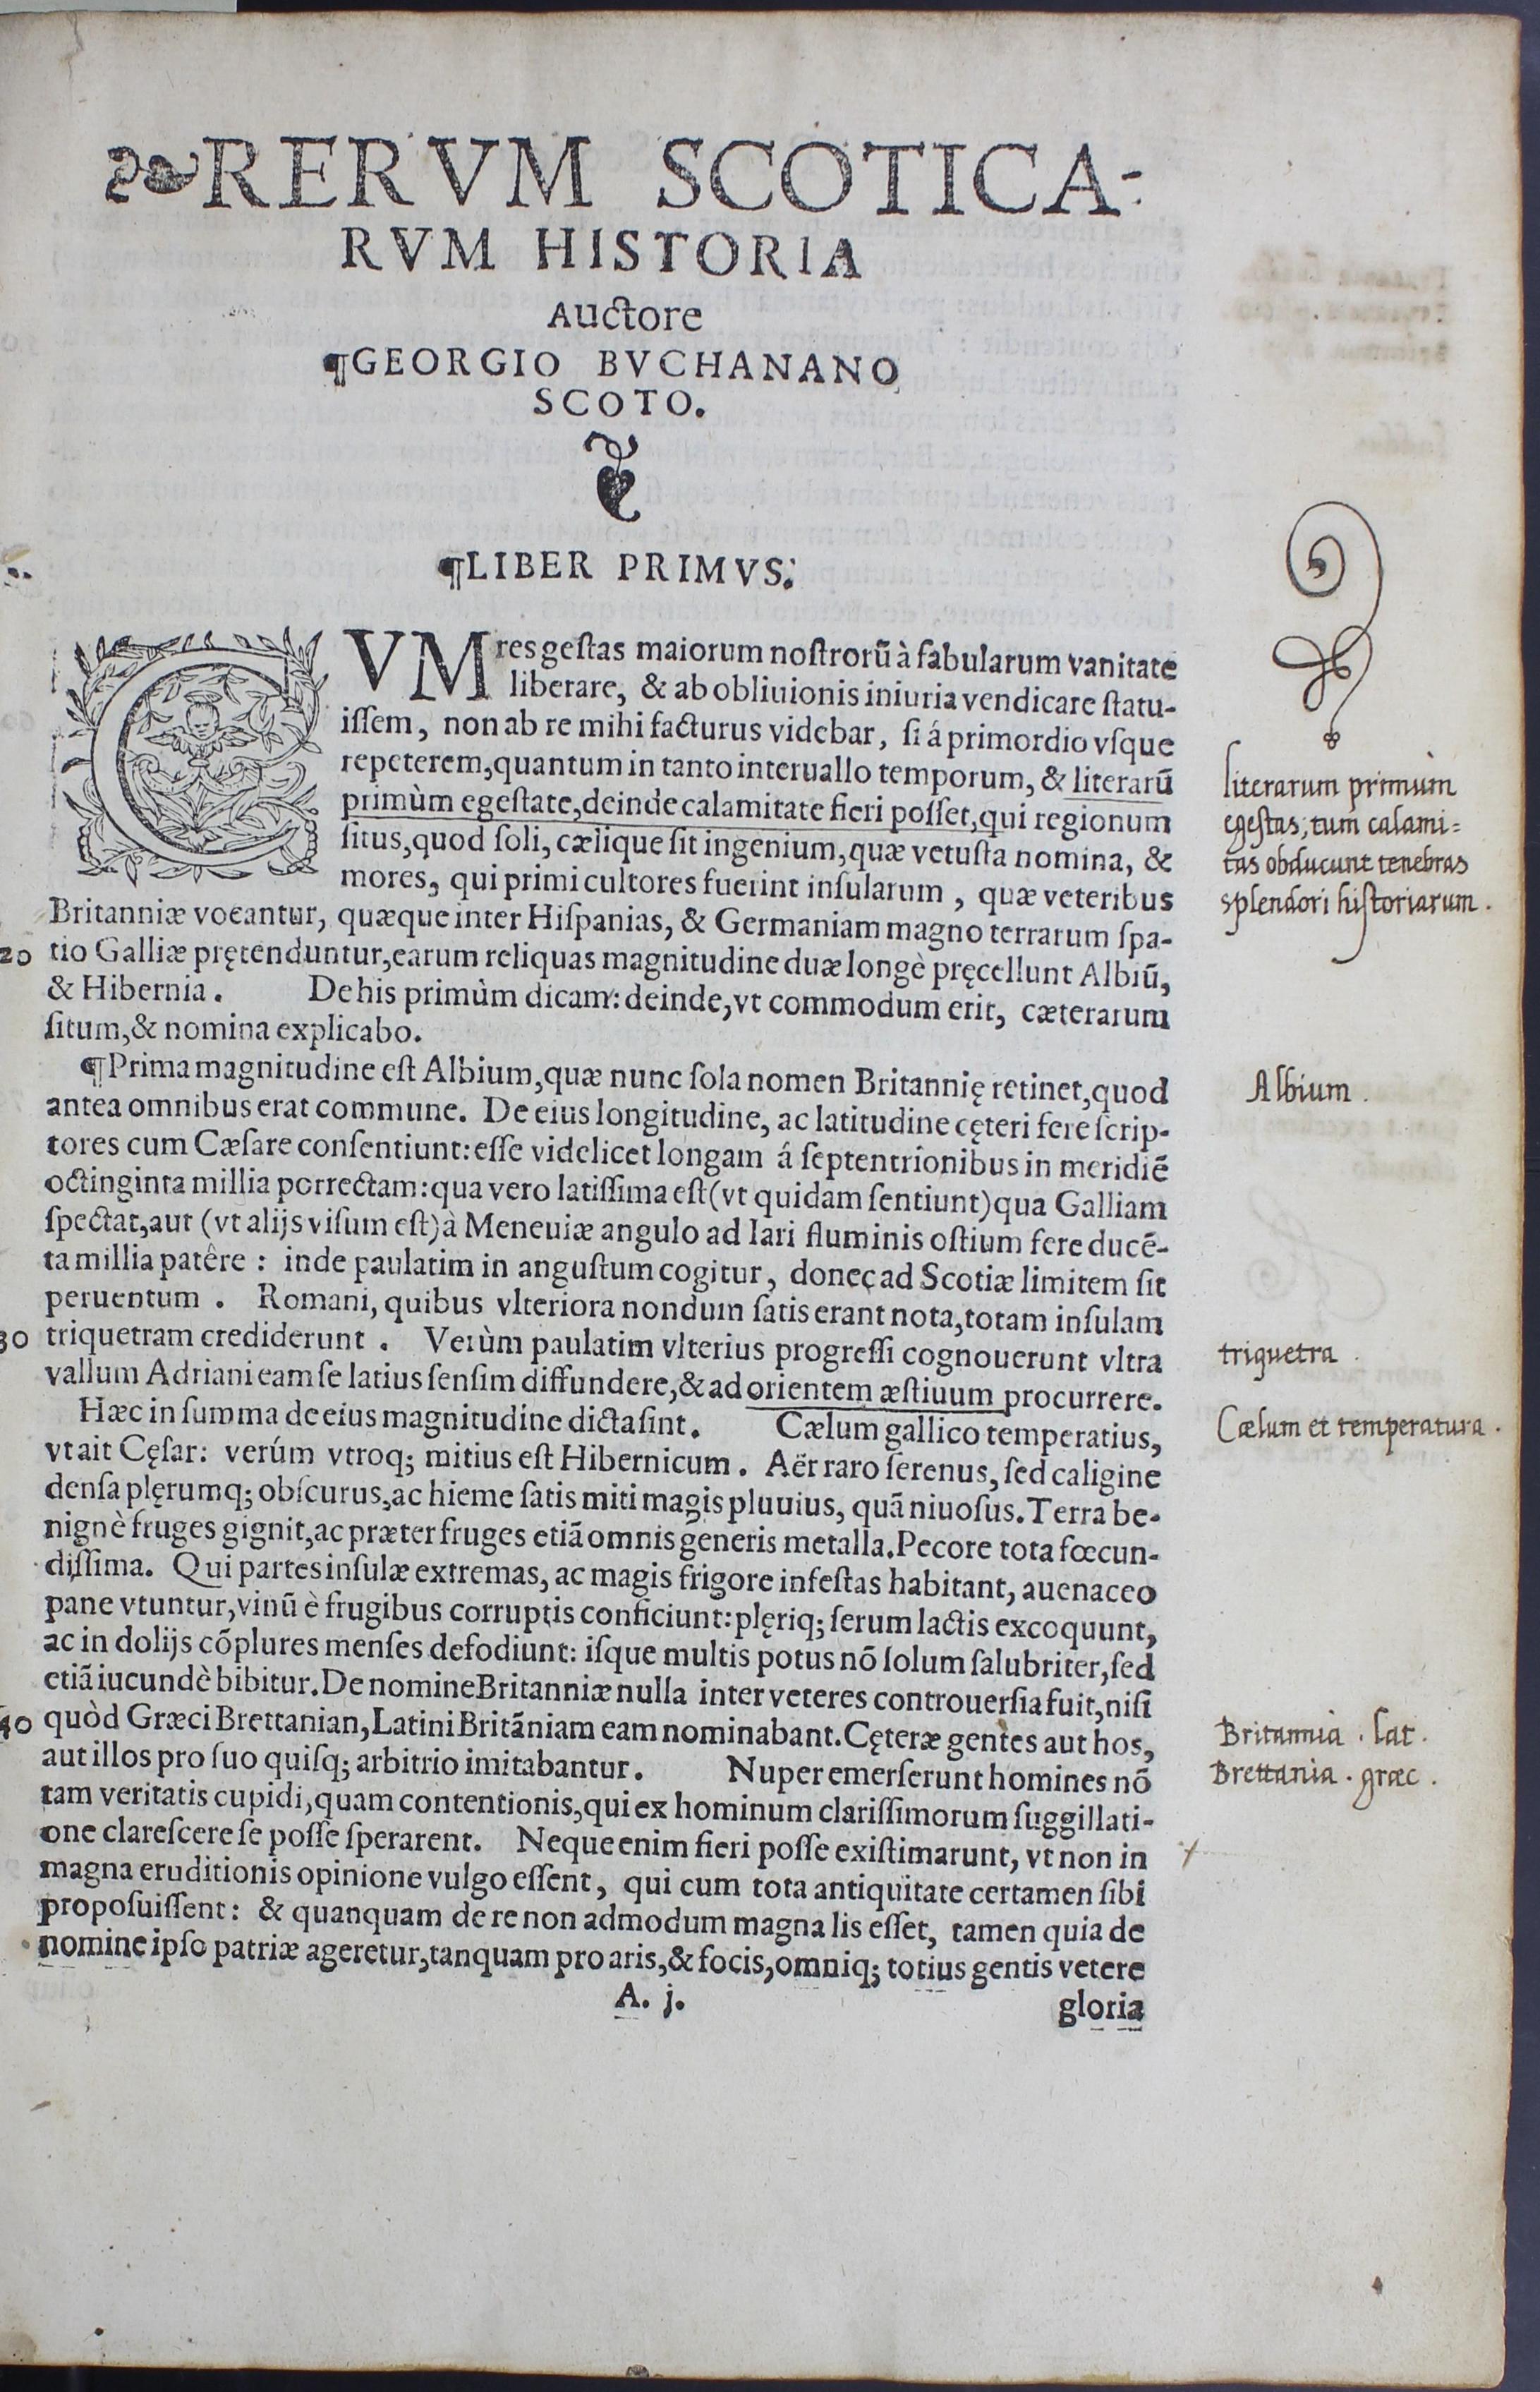 RERVM SCOTICA-
RVM HISTORIA
Auctore
¶GEORGIO BVCHANANO
SCOTO.
¶LIBER PRIMVS.
CVM res gestas maiorum nostrorũ à fabularum vanitate
liberare, & ab obliuionis iniuria vendicare statu-
issem, non ab re mihi facturus videbar, si á primordio vsque
repeterem, quantum in tanto interuallo temporum, & literarũ
primùm egestate, deinde calamitate fieri posset, qui regionum
situs, quod soli, cælique sit ingenium, quæ vetusta nomina, &
mores, qui primi cultores fuerint insularum, quæ veteribus
Britanniæ vocantur, quæque inter Hispanias, & Germaniam magno terrarum spa-
20 tio Galliæ prętenduntur, earum reliquas magnitudine duæ longè pręcellunt Albiũ,
& Hibernia. De his primùm dicam: deinde, vt commodum erit, cæterarum
situm, & nomina explicabo.
¶Prima magnitudine est Albium, quæ nunc sola nomen Britannię retinet, quod
antea omnibus erat commune. De eius longitudine, ac latitudine cęteri fere scrip-
tores cum Cæsare consentiunt: esse videlicet longam á septentrionibus in meridiẽ
octinginta millia porrectam: qua vero latissima est (vt quidam sentiunt) qua Galliam
spectat, aut (vt alijs visum est) à Meneuiæ angulo ad Iari fluminis ostium fere ducẽ-
ta millia patêre : inde paulatim in angustum cogitur, donec ad Scotiæ limitem sit
peruentum . Romani, quibus vlteriora nondum satis erant nota, totam insulam
30 triquetram crediderunt . Verùm paulatim vlterius progressi cognouerunt vltra
vallum Adriani eam se latius sensim diffundere, & ad orientem æstiuum procurrere.
Hæc in summa de eius magnitudine dicta sint. Cælum gallico temperatius,
vt ait Cęsar: verúm vtroq; mitius est Hibernicum . Aër raro serenus, sed caligine
densa plęrumq; obscurus, ac hieme satis miti magis pluuius, quã niuosus. Terra be-
nignè fruges gignit, ac præter fruges etiã omnis generis metalla. Pecore tota fœcun-
dissima. Qui partes insulæ extremas, ac magis frigore infestas habitant, auenaceo
pane vtuntur, vinũ è frugibus corruptis conficiunt: plęriq; serum lactis excoquunt,
ac in dolijs cõplures menses defodiunt: isque multis potus nõ solum salubriter, sed
etiã iucundè bibitur. De nomine Britanniæ nulla inter veteres controuersia fuit, nisi
40 quòd Græci Brettanian, Latini Britãniam eam nominabant. Cęteræ gentes aut hos,
aut illos pro suo quisq; arbitrio imitabantur. Nuper emerserunt homines nõ
tam veritatis cupidi, quam contentionis, qui ex hominum clarissimorum suggillati-
one clarescere se posse sperarent. Neque enim fieri posse existimarunt, vt non in
magna eruditionis opinione vulgo essent, qui cum tota antiquitate certamen sibi
proposuissent: & quanquam de re non admodum magna lis esset, tamen quia de
nomine ipso patriæ ageretur, tanquam pro aris, & focis, omniq; totius gentis vetere
A. j.
gloria
literarum primùm
egestas, tum calami=
tas obducunt tenebras
splendori historiarum .
Albium .
triquetra .
Cælum et temperatura .
Britannia . lat .
Brettania . græc .